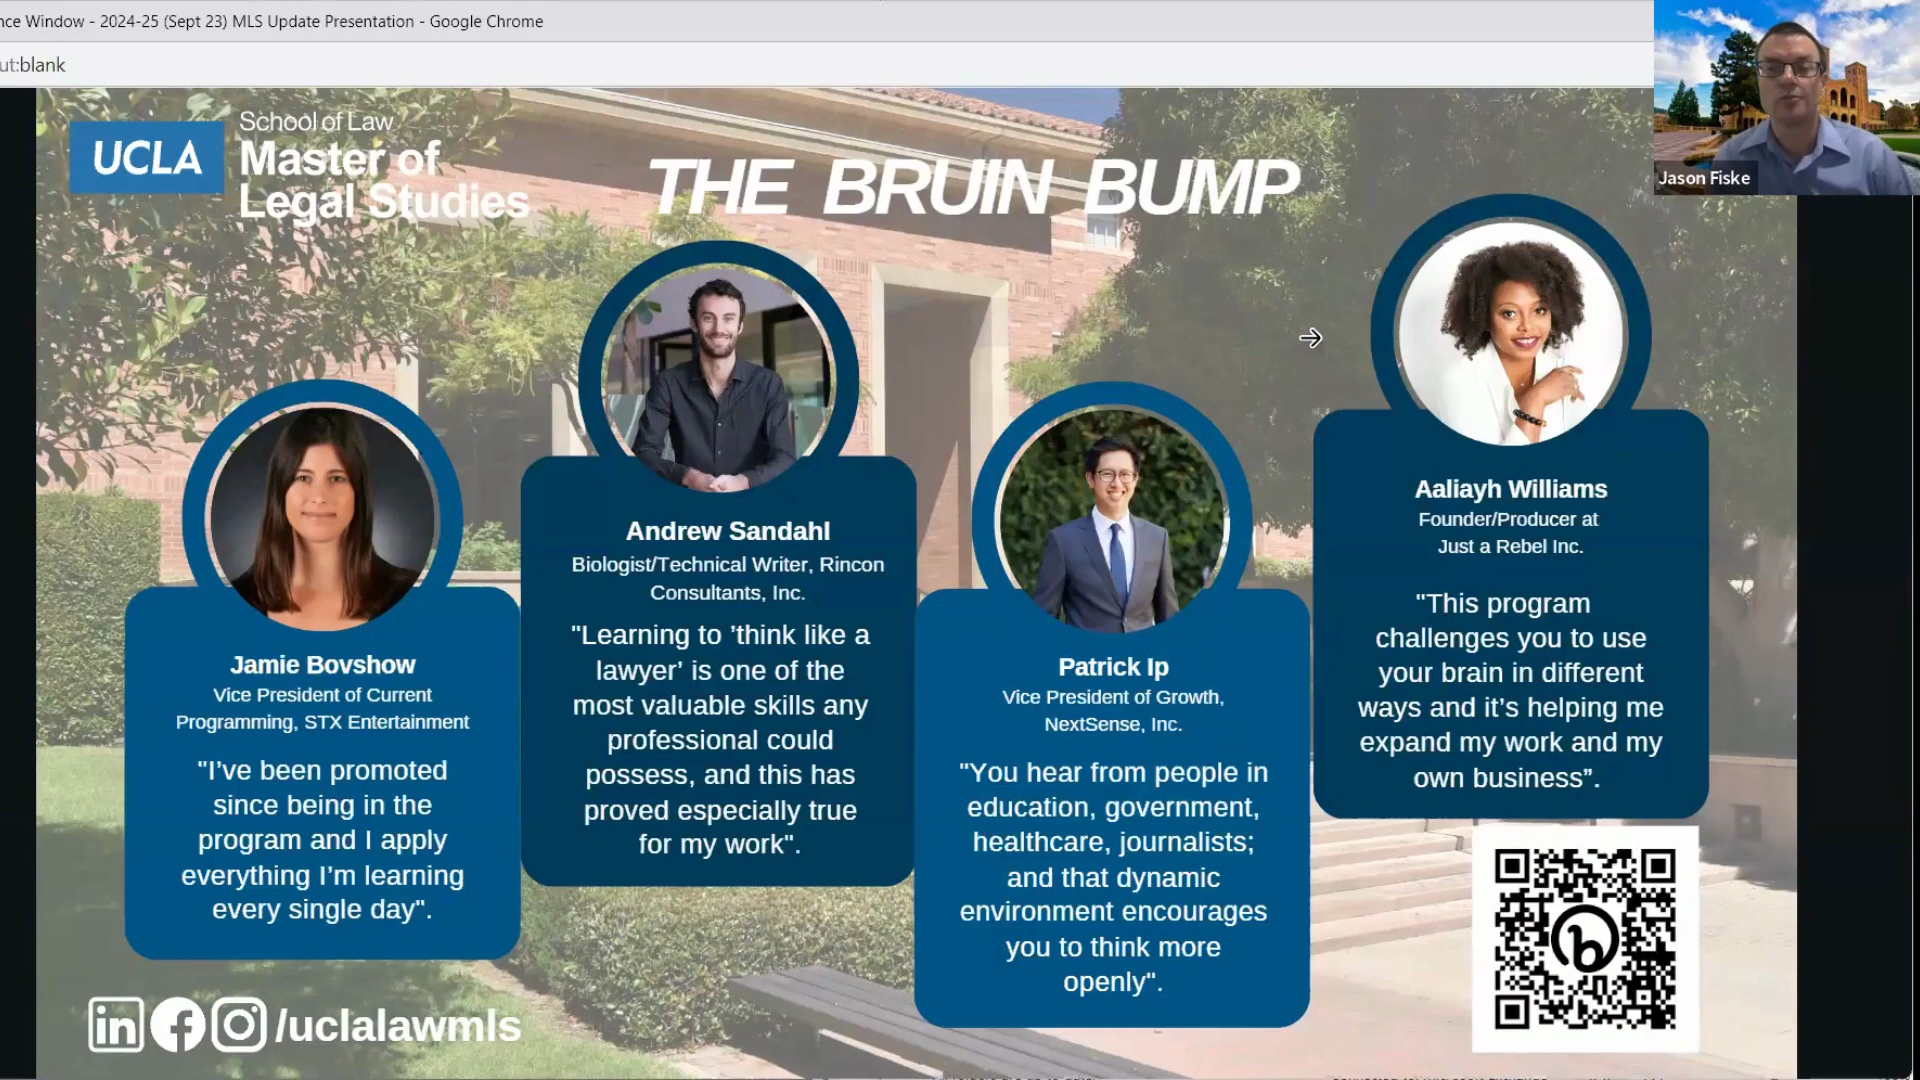 nce Window - 2024-25 (Sept 23) MLS Update Presentation - Google Chrome
ut:blank
Jason Fiske
UCLA
School of Law
Master of
Legal Studies
THE BRUIN BUMP
Jamie Bovshow
Vice President of Current
Programming, STX Entertainment
"I’ve been promoted
since being in the
program and I apply
everything I’m learning
every single day".
Andrew Sandahl
Biologist/Technical Writer, Rincon
Consultants, Inc.
"Learning to ’think like a
lawyer’ is one of the
most valuable skills any
professional could
possess, and this has
proved especially true
for my work".
Patrick Ip
Vice President of Growth,
NextSense, Inc.
"You hear from people in
education, government,
healthcare, journalists;
and that dynamic
environment encourages
you to think more
openly".
Aaliayh Williams
Founder/Producer at
Just a Rebel Inc.
"This program
challenges you to use
your brain in different
ways and it’s helping me
expand my work and my
own business”.
in f /uclalawmls
b